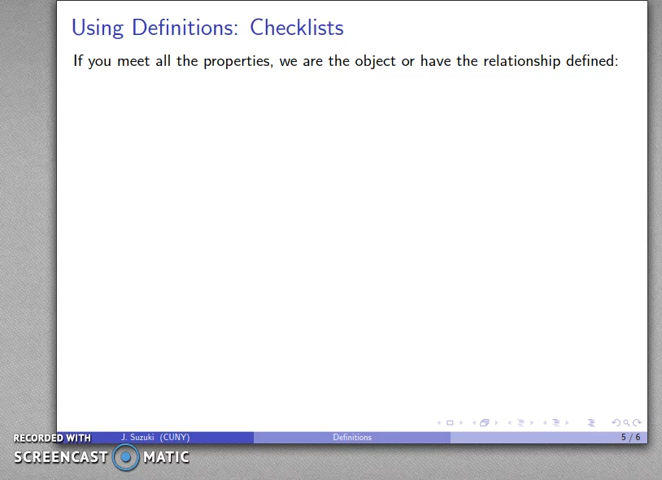 Using Definitions: Checklists
If you meet all the properties, we are the object or have the relationship defined:
J. Suzuki (CUNY)
Definitions
5 / 6
RECORDED WITH
SCREENCAST MATIC